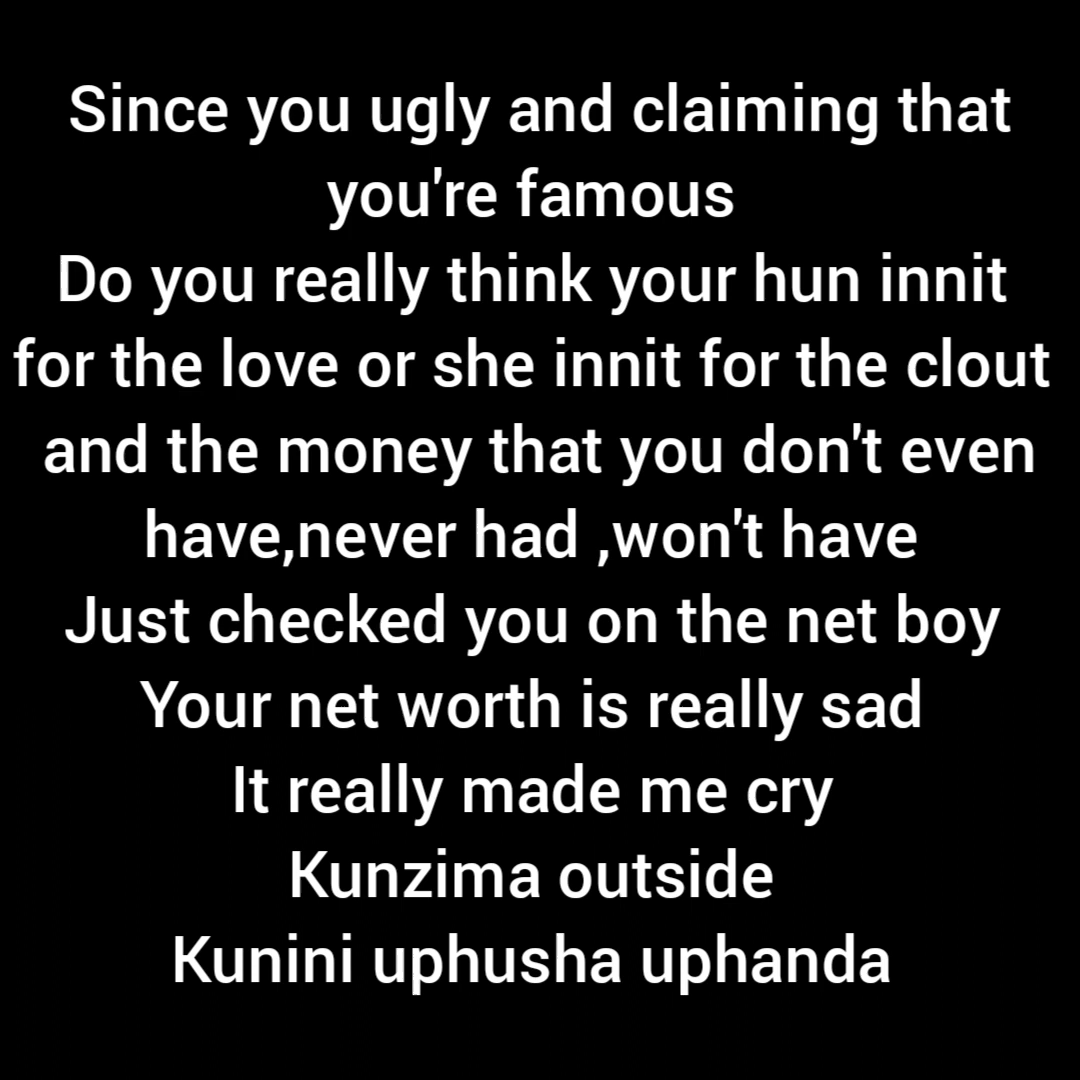 Since you ugly and claiming that
you're famous
Do you really think your hun innit
for the love or she innit for the clout
and the money that you don't even
have,never had ,won't have
Just checked you on the net boy
Your net worth is really sad
It really made me cry
Kunzima outside
Kunini uphusha uphanda